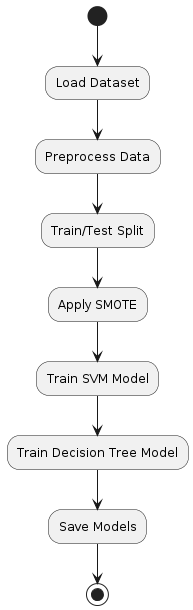 Load Dataset
Preprocess Data
Train/Test Split
Apply SMOTE
Train SVM Model
Train Decision Tree Model
Save Models